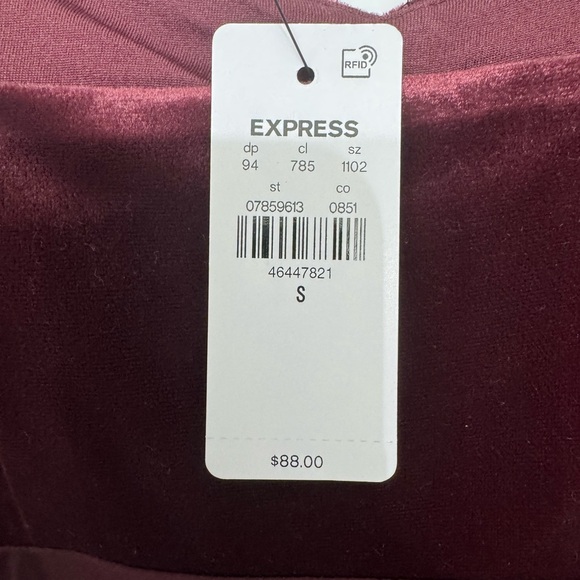 RFID
EXPRESS
dp cl sz
94 785 1102
st co
07859613 0851
46447821
S
$88.00